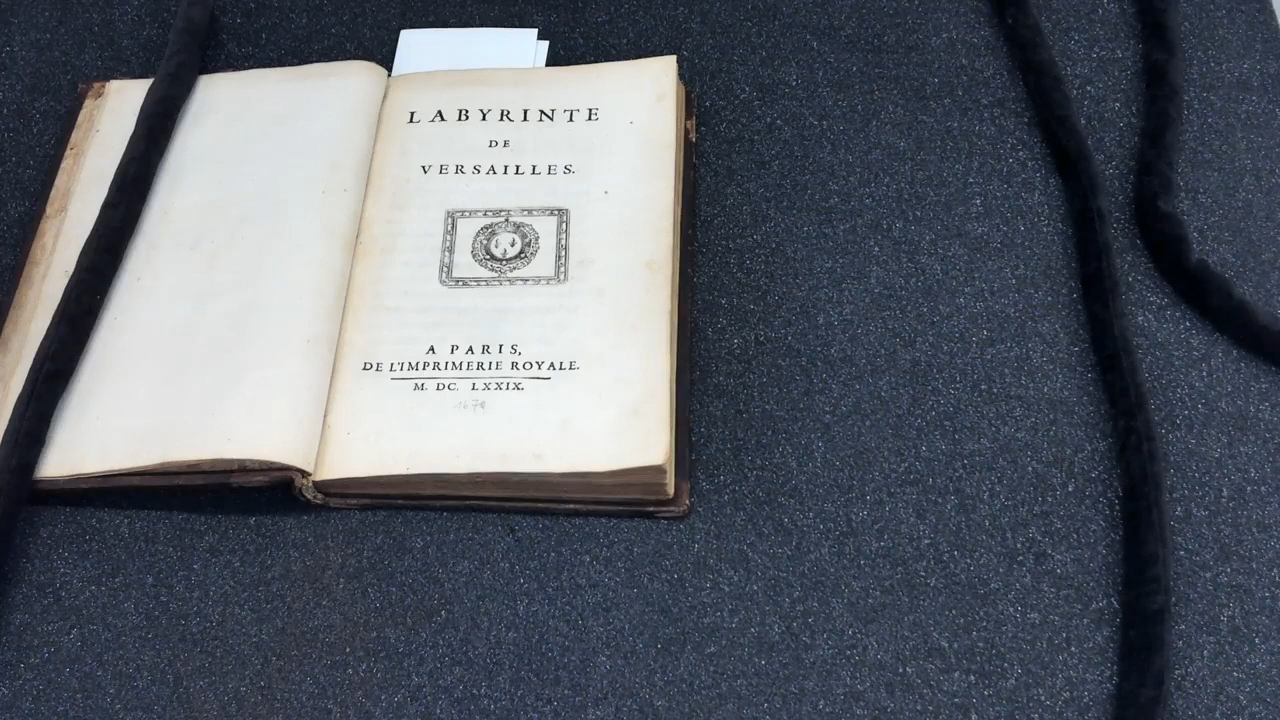 LABYRINTE
DE
VERSAILLES.
A PARIS,
DE L'IMPRIMERIE ROYALE.
M. DC. LXXIX.
1679